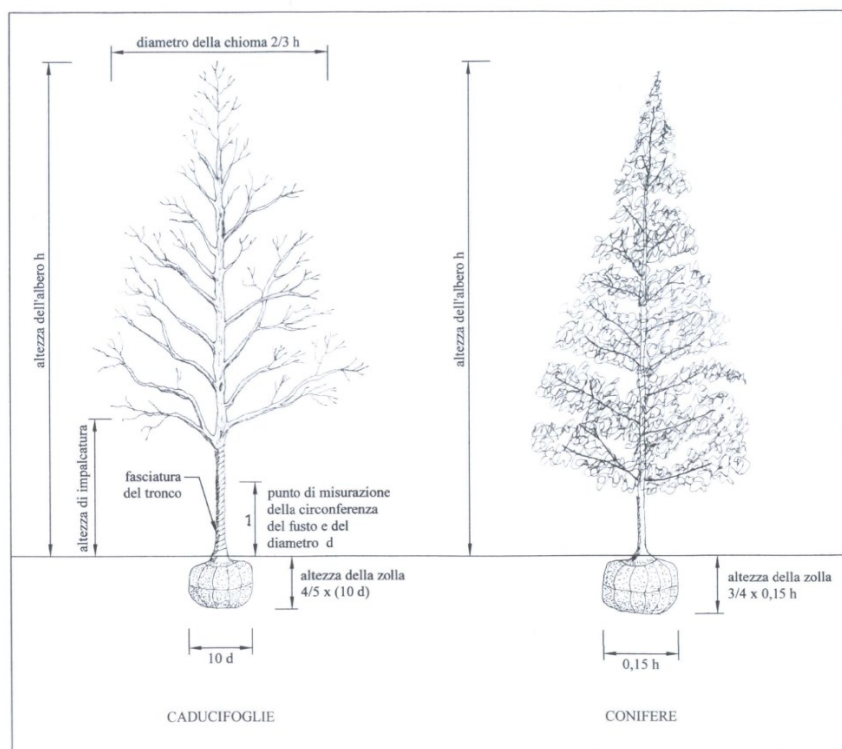 diametro della chioma 2/3 h
altezza dell'albero h
altezza di impalcatura
fasciatura
del tronco
1
punto di misurazione
della circonferenza
del fusto e del
diametro d
altezza della zolla
4/5 x (10 d)
10 d
CADUCIFOGLIE
altezza dell'albero h
altezza della zolla
3/4 x 0,15 h
0,15 h
CONIFERE